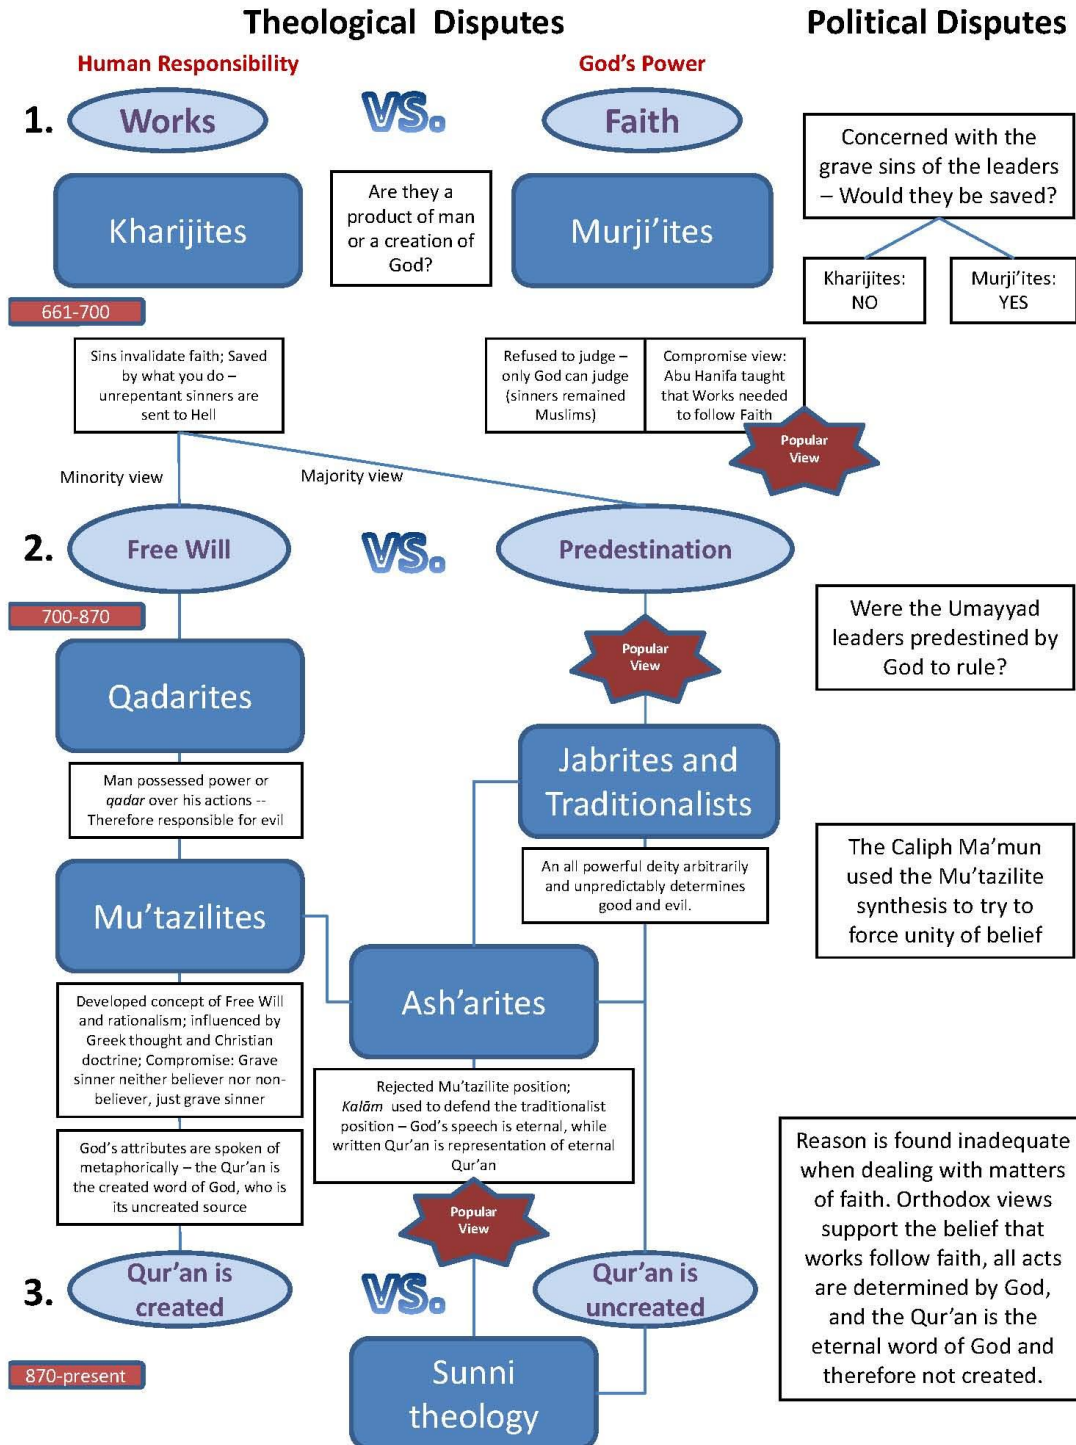 Theological Disputes
Political Disputes
Human Responsibility
God's Power
1.
Works
vs.
Faith
Concerned with the
grave sins of the leaders
– Would they be saved?
Kharijites
Are they a
product of man
or a creation of
God?
Murji'ites
Kharijites:
NO
Murji'ites:
YES
661-700
Sins invalidate faith; Saved
by what you do –
unrepentant sinners are
sent to Hell
Refused to judge –
only God can judge
(sinners remained
Muslims)
Compromise view:
Abu Hanifa taught
that Works needed
to follow Faith
Popular
View
Minority view
Majority view
2.
Free Will
vs.
Predestination
700-870
Popular
View
Were the Umayyad
leaders predestined by
God to rule?
Qadarites
Jabrites and
Traditionalists
Man possessed power or
qadar over his actions --
Therefore responsible for evil
An all powerful deity arbitrarily
and unpredictably determines
good and evil.
The Caliph Ma'mun
used the Mu'tazilite
synthesis to try to
force unity of belief
Mu'tazilites
Ash'arites
Developed concept of Free Will
and rationalism; influenced by
Greek thought and Christian
doctrine; Compromise: Grave
sinner neither believer nor non-
believer, just grave sinner
Rejected Mu'tazilite position;
Kalām used to defend the traditionalist
position – God's speech is eternal, while
written Qur'an is representation of eternal
Qur'an
God's attributes are spoken of
metaphorically – the Qur'an is
the created word of God, who is
its uncreated source
Popular
View
Reason is found inadequate
when dealing with matters
of faith. Orthodox views
support the belief that
works follow faith, all acts
are determined by God,
and the Qur'an is the
eternal word of God and
therefore not created.
3.
Qur'an is
created
vs.
Qur'an is
uncreated
870-present
Sunni
theology